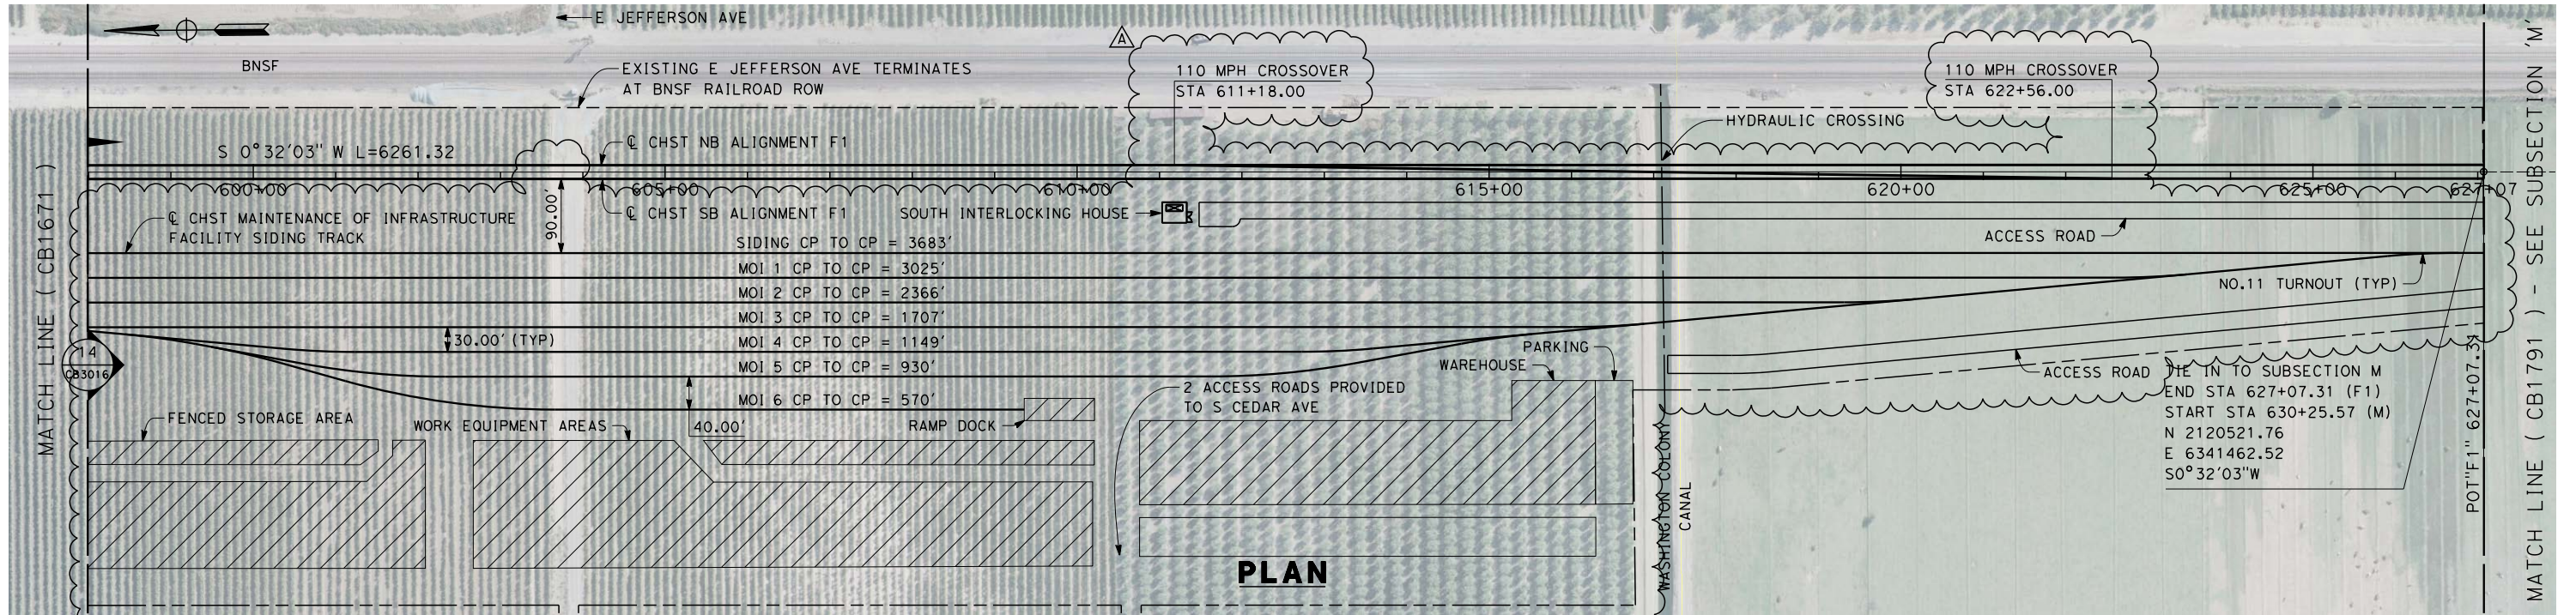 E JEFFERSON AVE
A
BNSF
EXISTING E JEFFERSON AVE TERMINATES
AT BNSF RAILROAD ROW
110 MPH CROSSOVER
STA 611+18.00
110 MPH CROSSOVER
STA 622+56.00
HYDRAULIC CROSSING
S 0°32'03" W L=6261.32
℄ CHST NB ALIGNMENT F1
600+00
605+00
610+00
615+00
620+00
625+00
627+07
℄ CHST MAINTENANCE OF INFRASTRUCTURE
FACILITY SIDING TRACK
90.00'
℄ CHST SB ALIGNMENT F1
SOUTH INTERLOCKING HOUSE
ACCESS ROAD
SIDING CP TO CP = 3683'
MOI 1 CP TO CP = 3025'
MOI 2 CP TO CP = 2366'
MOI 3 CP TO CP = 1707'
MOI 4 CP TO CP = 1149'
MOI 5 CP TO CP = 930'
MOI 6 CP TO CP = 570'
30.00' (TYP)
NO.11 TURNOUT (TYP)
14
CB3016
PARKING
WAREHOUSE
2 ACCESS ROADS PROVIDED
TO S CEDAR AVE
ACCESS ROAD
TIE IN TO SUBSECTION M
END STA 627+07.31 (F1)
START STA 630+25.57 (M)
N 2120521.76
E 6341462.52
S0°32'03"W
FENCED STORAGE AREA
WORK EQUIPMENT AREAS
40.00'
RAMP DOCK
WASHINGTON COLONY
CANAL
POT"F1" 627+07.31
PLAN
MATCH LINE ( CB1671 )
MATCH LINE ( CB1791 ) - SEE SUBSECTION 'M'